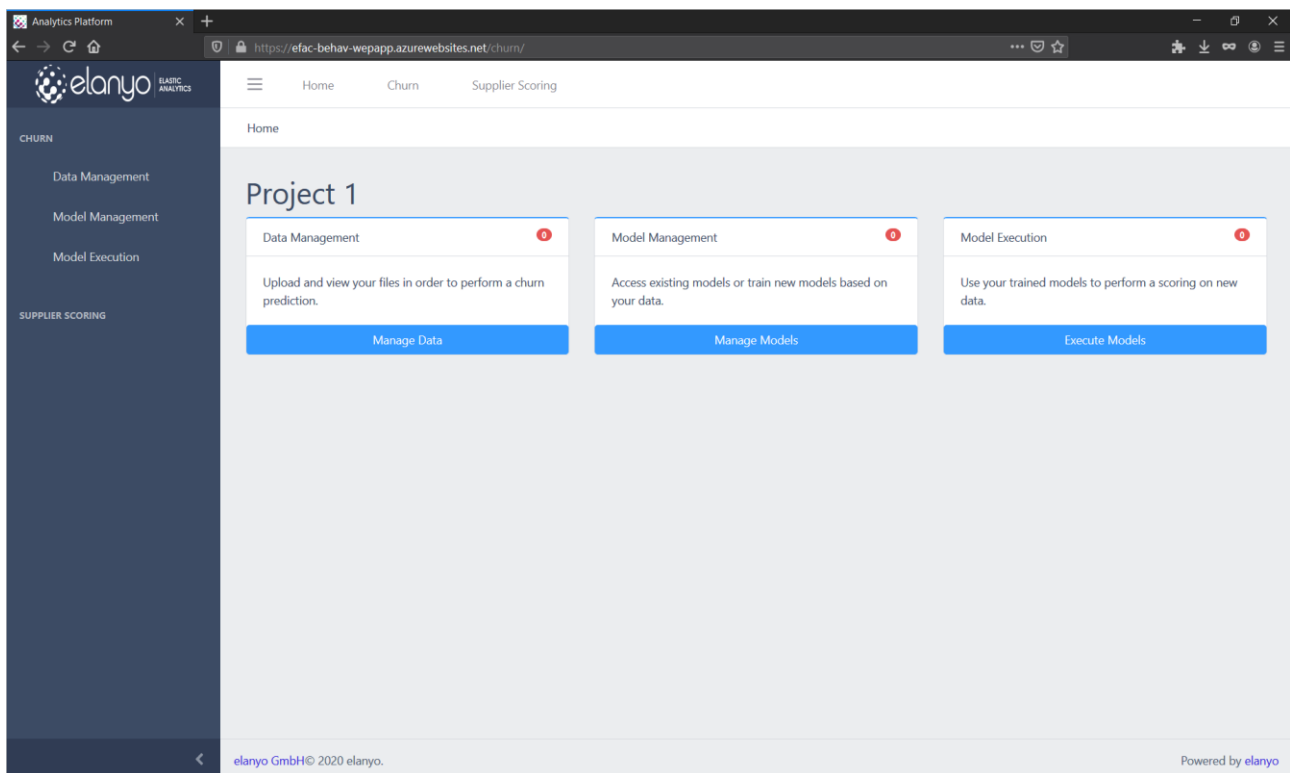 Analytics Platform
https://efac-behav-wepapp.azurewebsites.net/churn/
elanyo ELASTIC ANALYTICS
Home Churn Supplier Scoring
Home
CHURN
Data Management
Model Management
Model Execution
SUPPLIER SCORING
Project 1
Data Management 0
Upload and view your files in order to perform a churn
prediction.
Manage Data
Model Management 0
Access existing models or train new models based on
your data.
Manage Models
Model Execution 0
Use your trained models to perform a scoring on new
data.
Execute Models
elanyo GmbH© 2020 elanyo.
Powered by elanyo